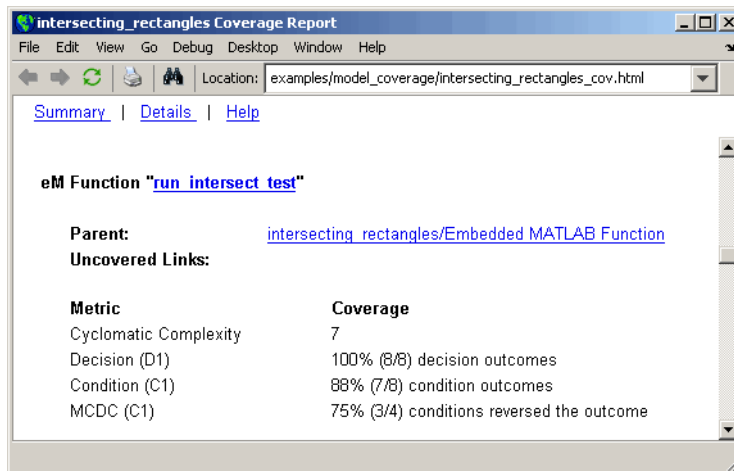 intersecting_rectangles Coverage Report
File Edit View Go Debug Desktop Window Help
Location: examples/model_coverage/intersecting_rectangles_cov.html
Summary | Details | Help
eM Function "run_intersect_test"
Parent: intersecting_rectangles/Embedded MATLAB Function
Uncovered Links:
Metric Coverage
Cyclomatic Complexity 7
Decision (D1) 100% (8/8) decision outcomes
Condition (C1) 88% (7/8) condition outcomes
MCDC (C1) 75% (3/4) conditions reversed the outcome